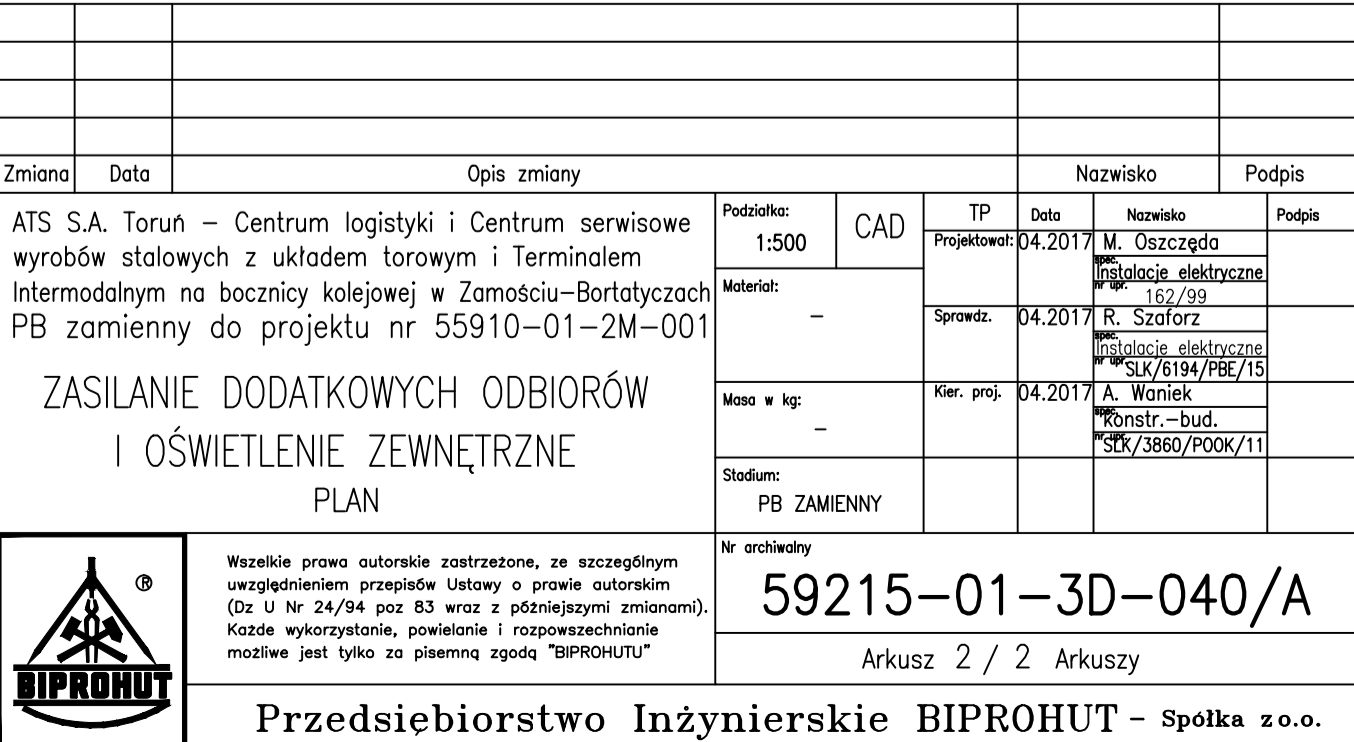 Zmiana Data Opis zmiany Nazwisko Podpis
ATS S.A. Toruń – Centrum logistyki i Centrum serwisowe
wyrobów stalowych z układem torowym i Terminalem
Intermodalnym na bocznicy kolejowej w Zamościu–Bortatyczach
PB zamienny do projektu nr 55910–01–2M–001
ZASILANIE DODATKOWYCH ODBIORÓW
I OŚWIETLENIE ZEWNĘTRZNE
PLAN
Podziałka:
1:500
CAD
Materiał:
–
Masa w kg:
–
Stadium:
PB ZAMIENNY
TP Data Nazwisko Podpis
Projektował: 04.2017 M. Oszczęda
spec.
Instalacje elektryczne
nr upr.
162/99
Sprawdz. 04.2017 R. Szaforz
spec.
Instalacje elektryczne
nr upr.
SLK/6194/PBE/15
Kier. proj. 04.2017 A. Waniek
spec.
konstr.–bud.
nr upr.
SLK/3860/POOK/11
®
BIPROHUT
Wszelkie prawa autorskie zastrzeżone, ze szczególnym
uwzględnieniem przepisów Ustawy o prawie autorskim
(Dz U Nr 24/94 poz 83 wraz z późniejszymi zmianami).
Każde wykorzystanie, powielanie i rozpowszechnianie
możliwe jest tylko za pisemną zgodą "BIPROHUTU"
Nr archiwalny
59215–01–3D–040/A
Arkusz 2 / 2 Arkuszy
Przedsiębiorstwo Inżynierskie BIPROHUT – Spółka z o.o.